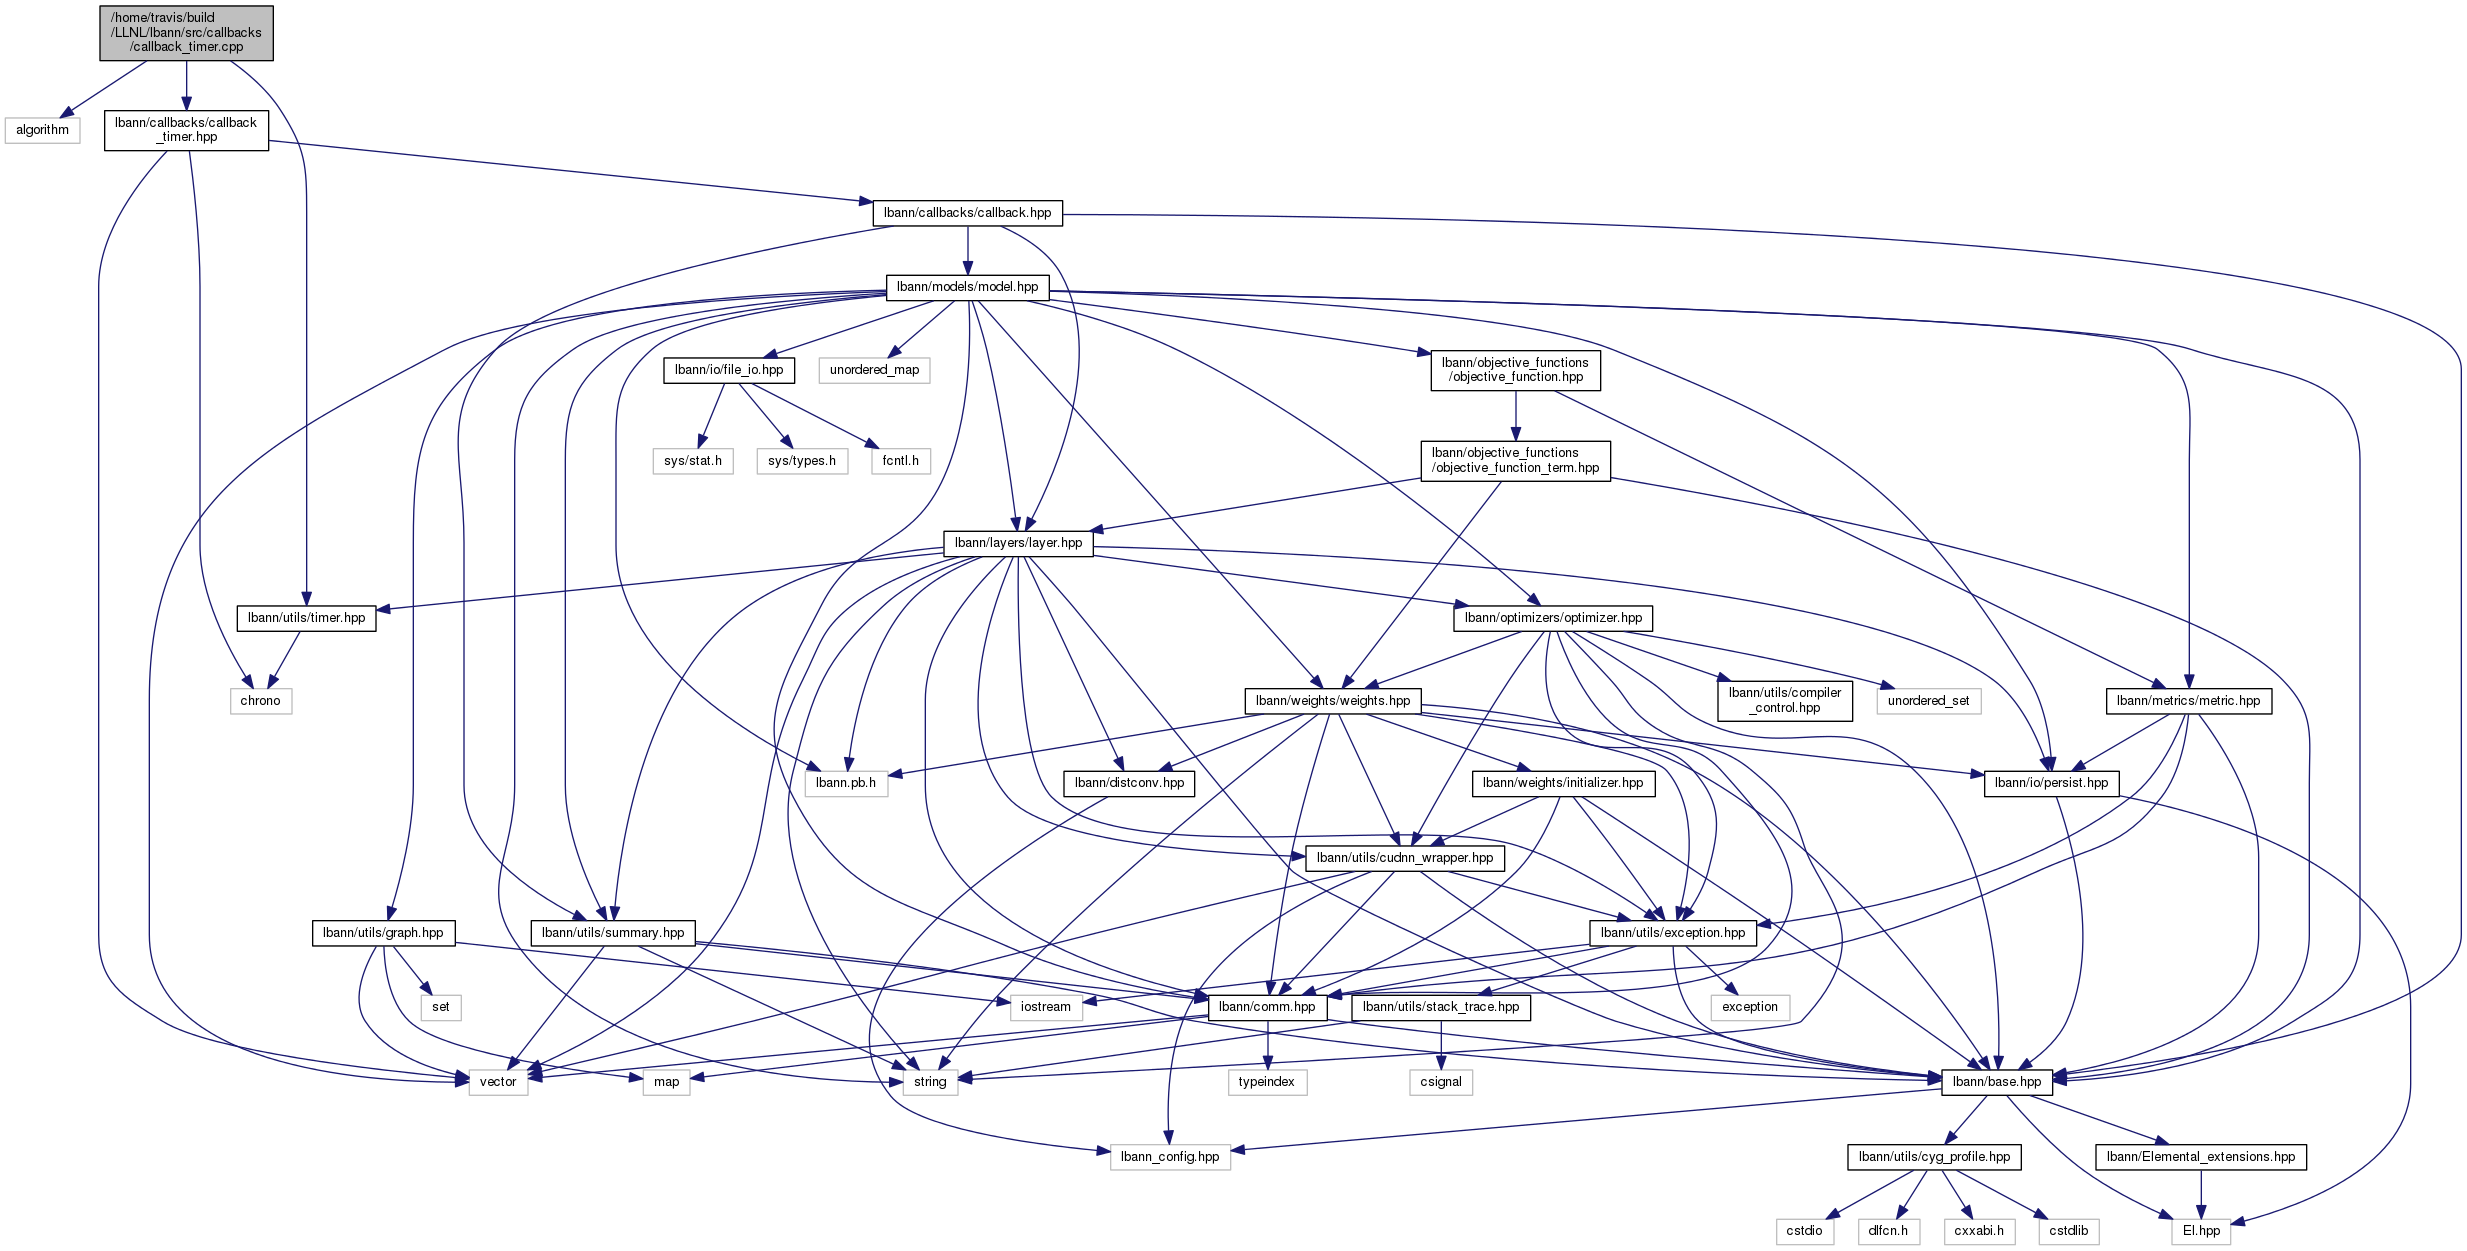 /home/travis/build
/LLNL/lbann/src/callbacks
/callback_timer.cpp
algorithm
lbann/callbacks/callback
_timer.hpp
lbann/callbacks/callback.hpp
lbann/models/model.hpp
lbann/io/file_io.hpp
unordered_map
lbann/objective_functions
/objective_function.hpp
sys/stat.h
sys/types.h
fcntl.h
lbann/objective_functions
/objective_function_term.hpp
lbann/layers/layer.hpp
lbann/utils/timer.hpp
lbann/optimizers/optimizer.hpp
chrono
lbann/weights/weights.hpp
lbann/utils/compiler
_control.hpp
unordered_set
lbann/metrics/metric.hpp
lbann.pb.h
lbann/distconv.hpp
lbann/weights/initializer.hpp
lbann/io/persist.hpp
lbann/utils/cudnn_wrapper.hpp
lbann/utils/graph.hpp
lbann/utils/summary.hpp
lbann/utils/exception.hpp
set
iostream
lbann/comm.hpp
lbann/utils/stack_trace.hpp
exception
vector
map
string
typeindex
csignal
lbann/base.hpp
lbann_config.hpp
lbann/utils/cyg_profile.hpp
lbann/Elemental_extensions.hpp
cstdio
dlfcn.h
cxxabi.h
cstdlib
El.hpp